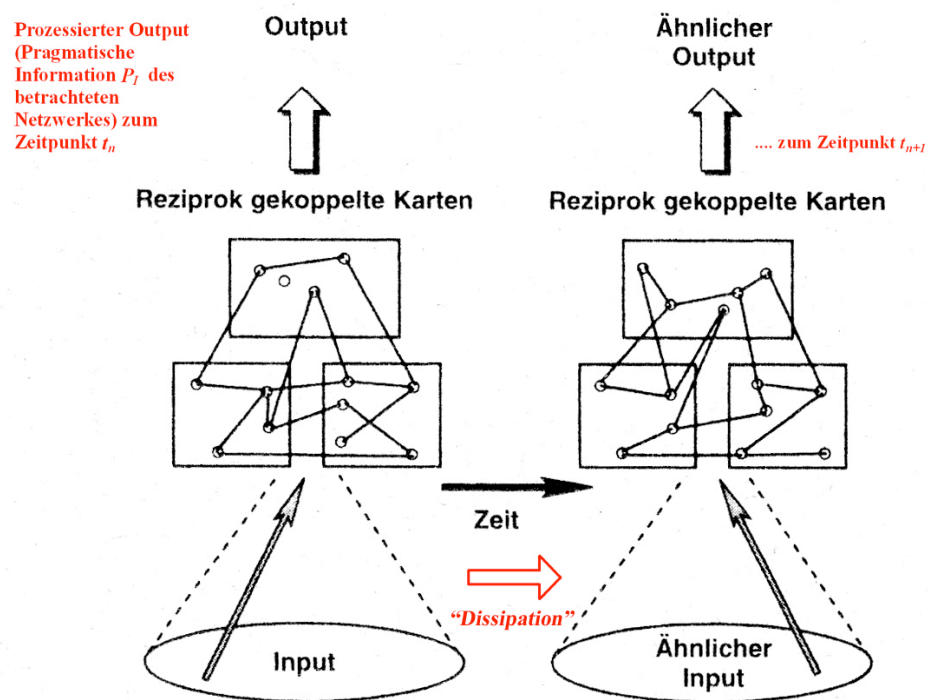 Prozessierter Output
(Pragmatische
Information P_I des
betrachteten
Netzwerkes) zum
Zeitpunkt t_n
Output
Ähnlicher
Output
.... zum Zeitpunkt t_{n+1}
Reziprok gekoppelte Karten
Reziprok gekoppelte Karten
Zeit
“Dissipation”
Input
Ähnlicher
Input